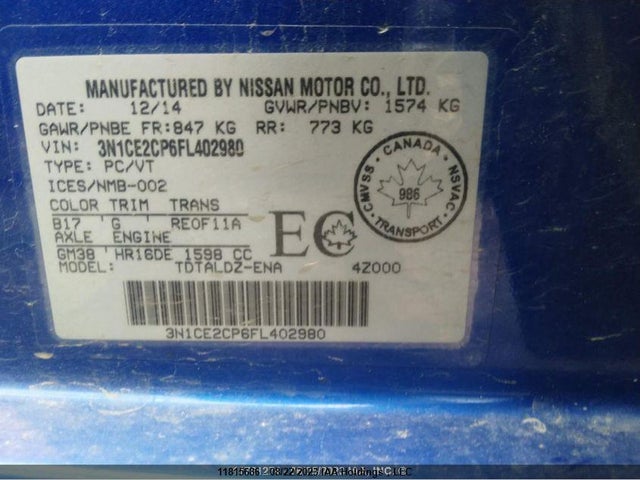 MANUFACTURED BY NISSAN MOTOR CO., LTD.
DATE: 12/14 GVWR/PNBV: 1574 KG
GAWR/PNBE FR: 847 KG RR: 773 KG
VIN: 3N1CE2CP6FL402980
TYPE: PC/VT
ICES/NMB-002
COLOR TRIM TRANS
B17 G RE0F11A
AXLE ENGINE
GM38 HR16DE 1598 CC
MODEL: TDTALDZ-ENA 4Z000
EC
CANADA
CMVSS
986
NSVAC
TRANSPORT
3N1CE2CP6FL402980